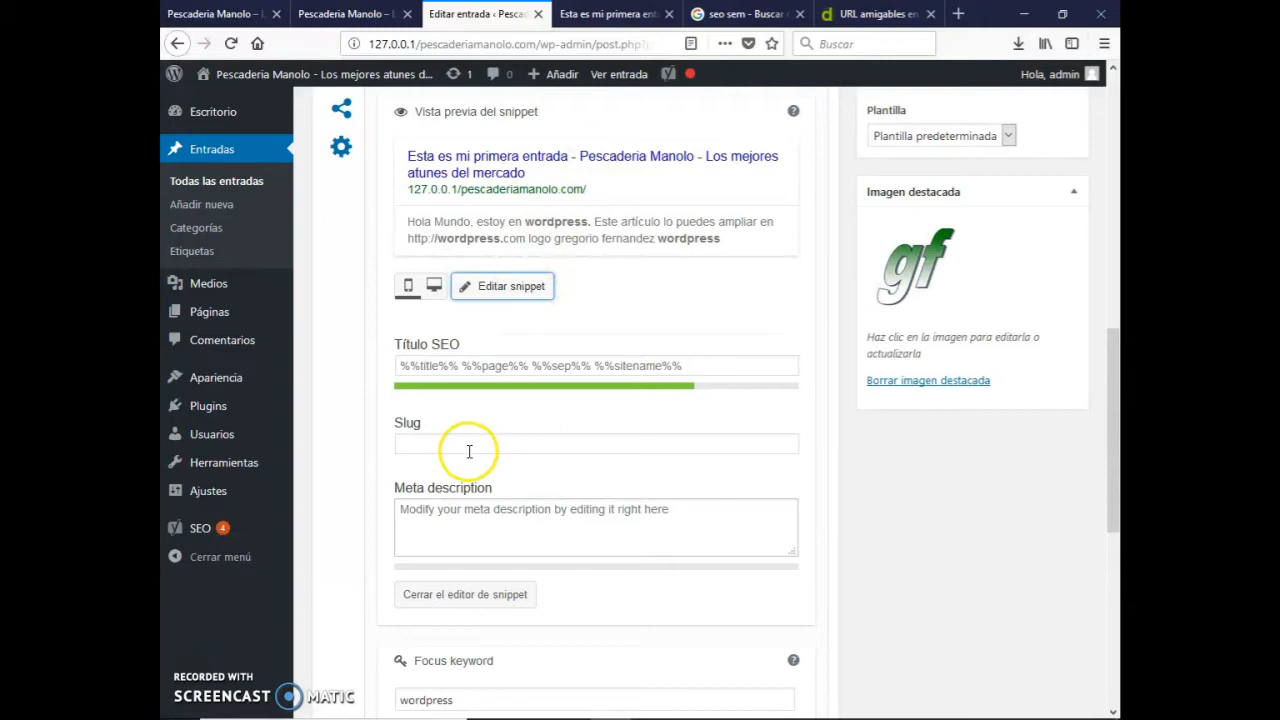 Pescaderia Manolo – L
Pescaderia Manolo – L
Editar entrada ‹ Pescad
Esta es mi primera entr
seo sem - Buscar c
URL amigables en
127.0.0.1/pescaderiamanolo.com/wp-admin/post.php?
Buscar
Pescaderia Manolo - Los mejores atunes d...
1
0
Añadir
Ver entrada
Hola, admin
Escritorio
Entradas
Todas las entradas
Añadir nueva
Categorías
Etiquetas
Medios
Páginas
Comentarios
Apariencia
Plugins
Usuarios
Herramientas
Ajustes
SEO 4
Cerrar menú
Vista previa del snippet
Esta es mi primera entrada - Pescaderia Manolo - Los mejores
atunes del mercado
127.0.0.1/pescaderiamanolo.com/
Hola Mundo, estoy en wordpress. Este artículo lo puedes ampliar en
http://wordpress.com logo gregorio fernandez wordpress
Editar snippet
Título SEO
%%title%% %%page%% %%sep%% %%sitename%%
Slug
Meta description
Modify your meta description by editing it right here
Cerrar el editor de snippet
Focus keyword
wordpress
Plantilla
Plantilla predeterminada
Imagen destacada
gf
Haz clic en la imagen para editarla o
actualizarla
Borrar imagen destacada
RECORDED WITH
SCREENCAST MATIC